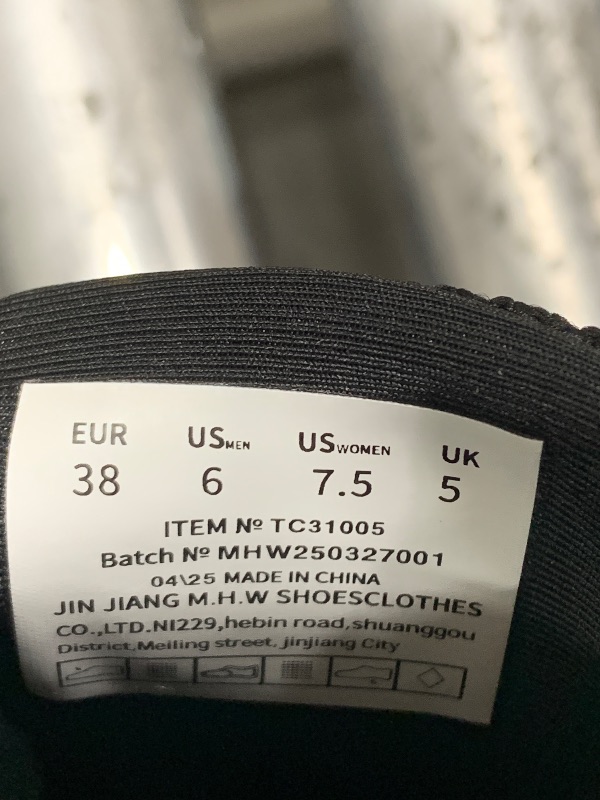 EUR USMEN USWOMEN UK
38 6 7.5 5
ITEM № TC31005
Batch № MHW250327001
04\25 MADE IN CHINA
JIN JIANG M.H.W SHOESCLOTHES
CO.,LTD.NI229,hebin road,shuanggou
District,Meiling street, jinjiang City